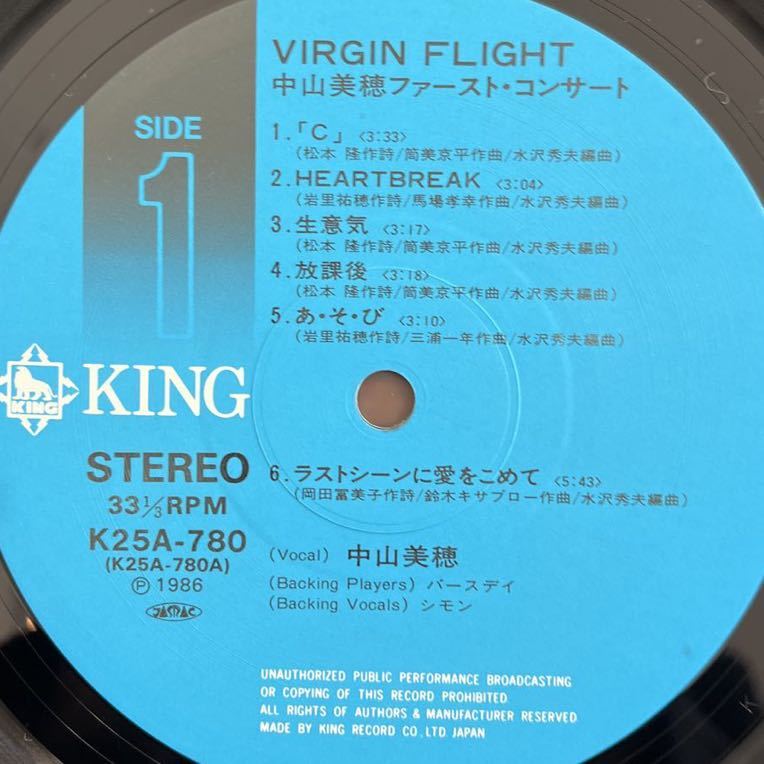 VIRGIN FLIGHT
中山美穂ファースト・コンサート
SIDE
1
1.「C」〈3:33〉
(松本 隆作詩/筒美京平作曲/水沢秀夫編曲)
2.HEARTBREAK〈3:04〉
(岩里祐穂作詩/馬場孝幸作曲/水沢秀夫編曲)
3.生意気〈3:17〉
(松本 隆作詩/筒美京平作曲/水沢秀夫編曲)
4.放課後〈3:18〉
(松本 隆作詩/筒美京平作曲/水沢秀夫編曲)
5.あ・そ・び〈3:10〉
(岩里祐穂作詩/三浦一年作曲/水沢秀夫編曲)
KING
KING
6.ラストシーンに愛をこめて〈5:43〉
(岡田冨美子作詩/鈴木キサブロー作曲/水沢秀夫編曲)
STEREO
33 1/3 RPM
K25A-780
(K25A-780A)
Ⓟ 1986
JASRAC
(Vocal) 中山美穂
(Backing Players) バースデイ
(Backing Vocals) シモン
UNAUTHORIZED PUBLIC PERFORMANCE BROADCASTING
OR COPYING OF THIS RECORD PROHIBITED
ALL RIGHTS OF AUTHORS & MANUFACTURER RESERVED
MADE BY KING RECORD CO.,LTD JAPAN